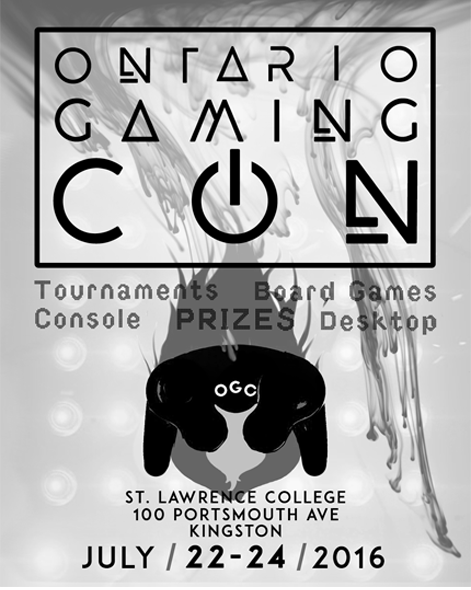 ONTARIO
GAMING
CON
Tournaments Board Games
Console PRIZES Desktop
OGC
ST. LAWRENCE COLLEGE
100 PORTSMOUTH AVE
KINGSTON
JULY / 22-24 / 2016